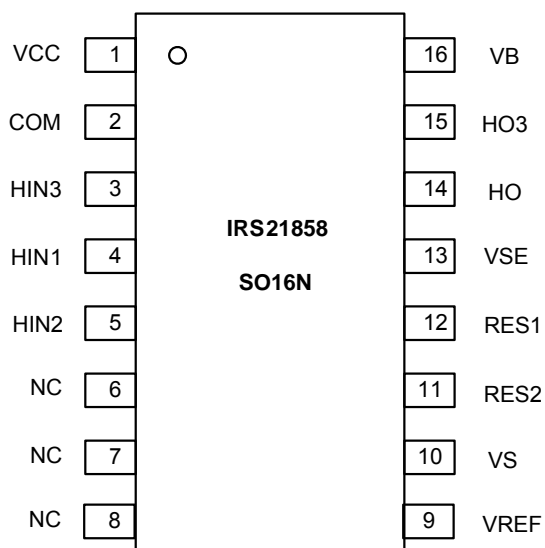 VCC 1 16 VB
COM 2 15 HO3
HIN3 3 14 HO
IRS21858
HIN1 4 13 VSE
SO16N
HIN2 5 12 RES1
NC 6 11 RES2
NC 7 10 VS
NC 8 9 VREF